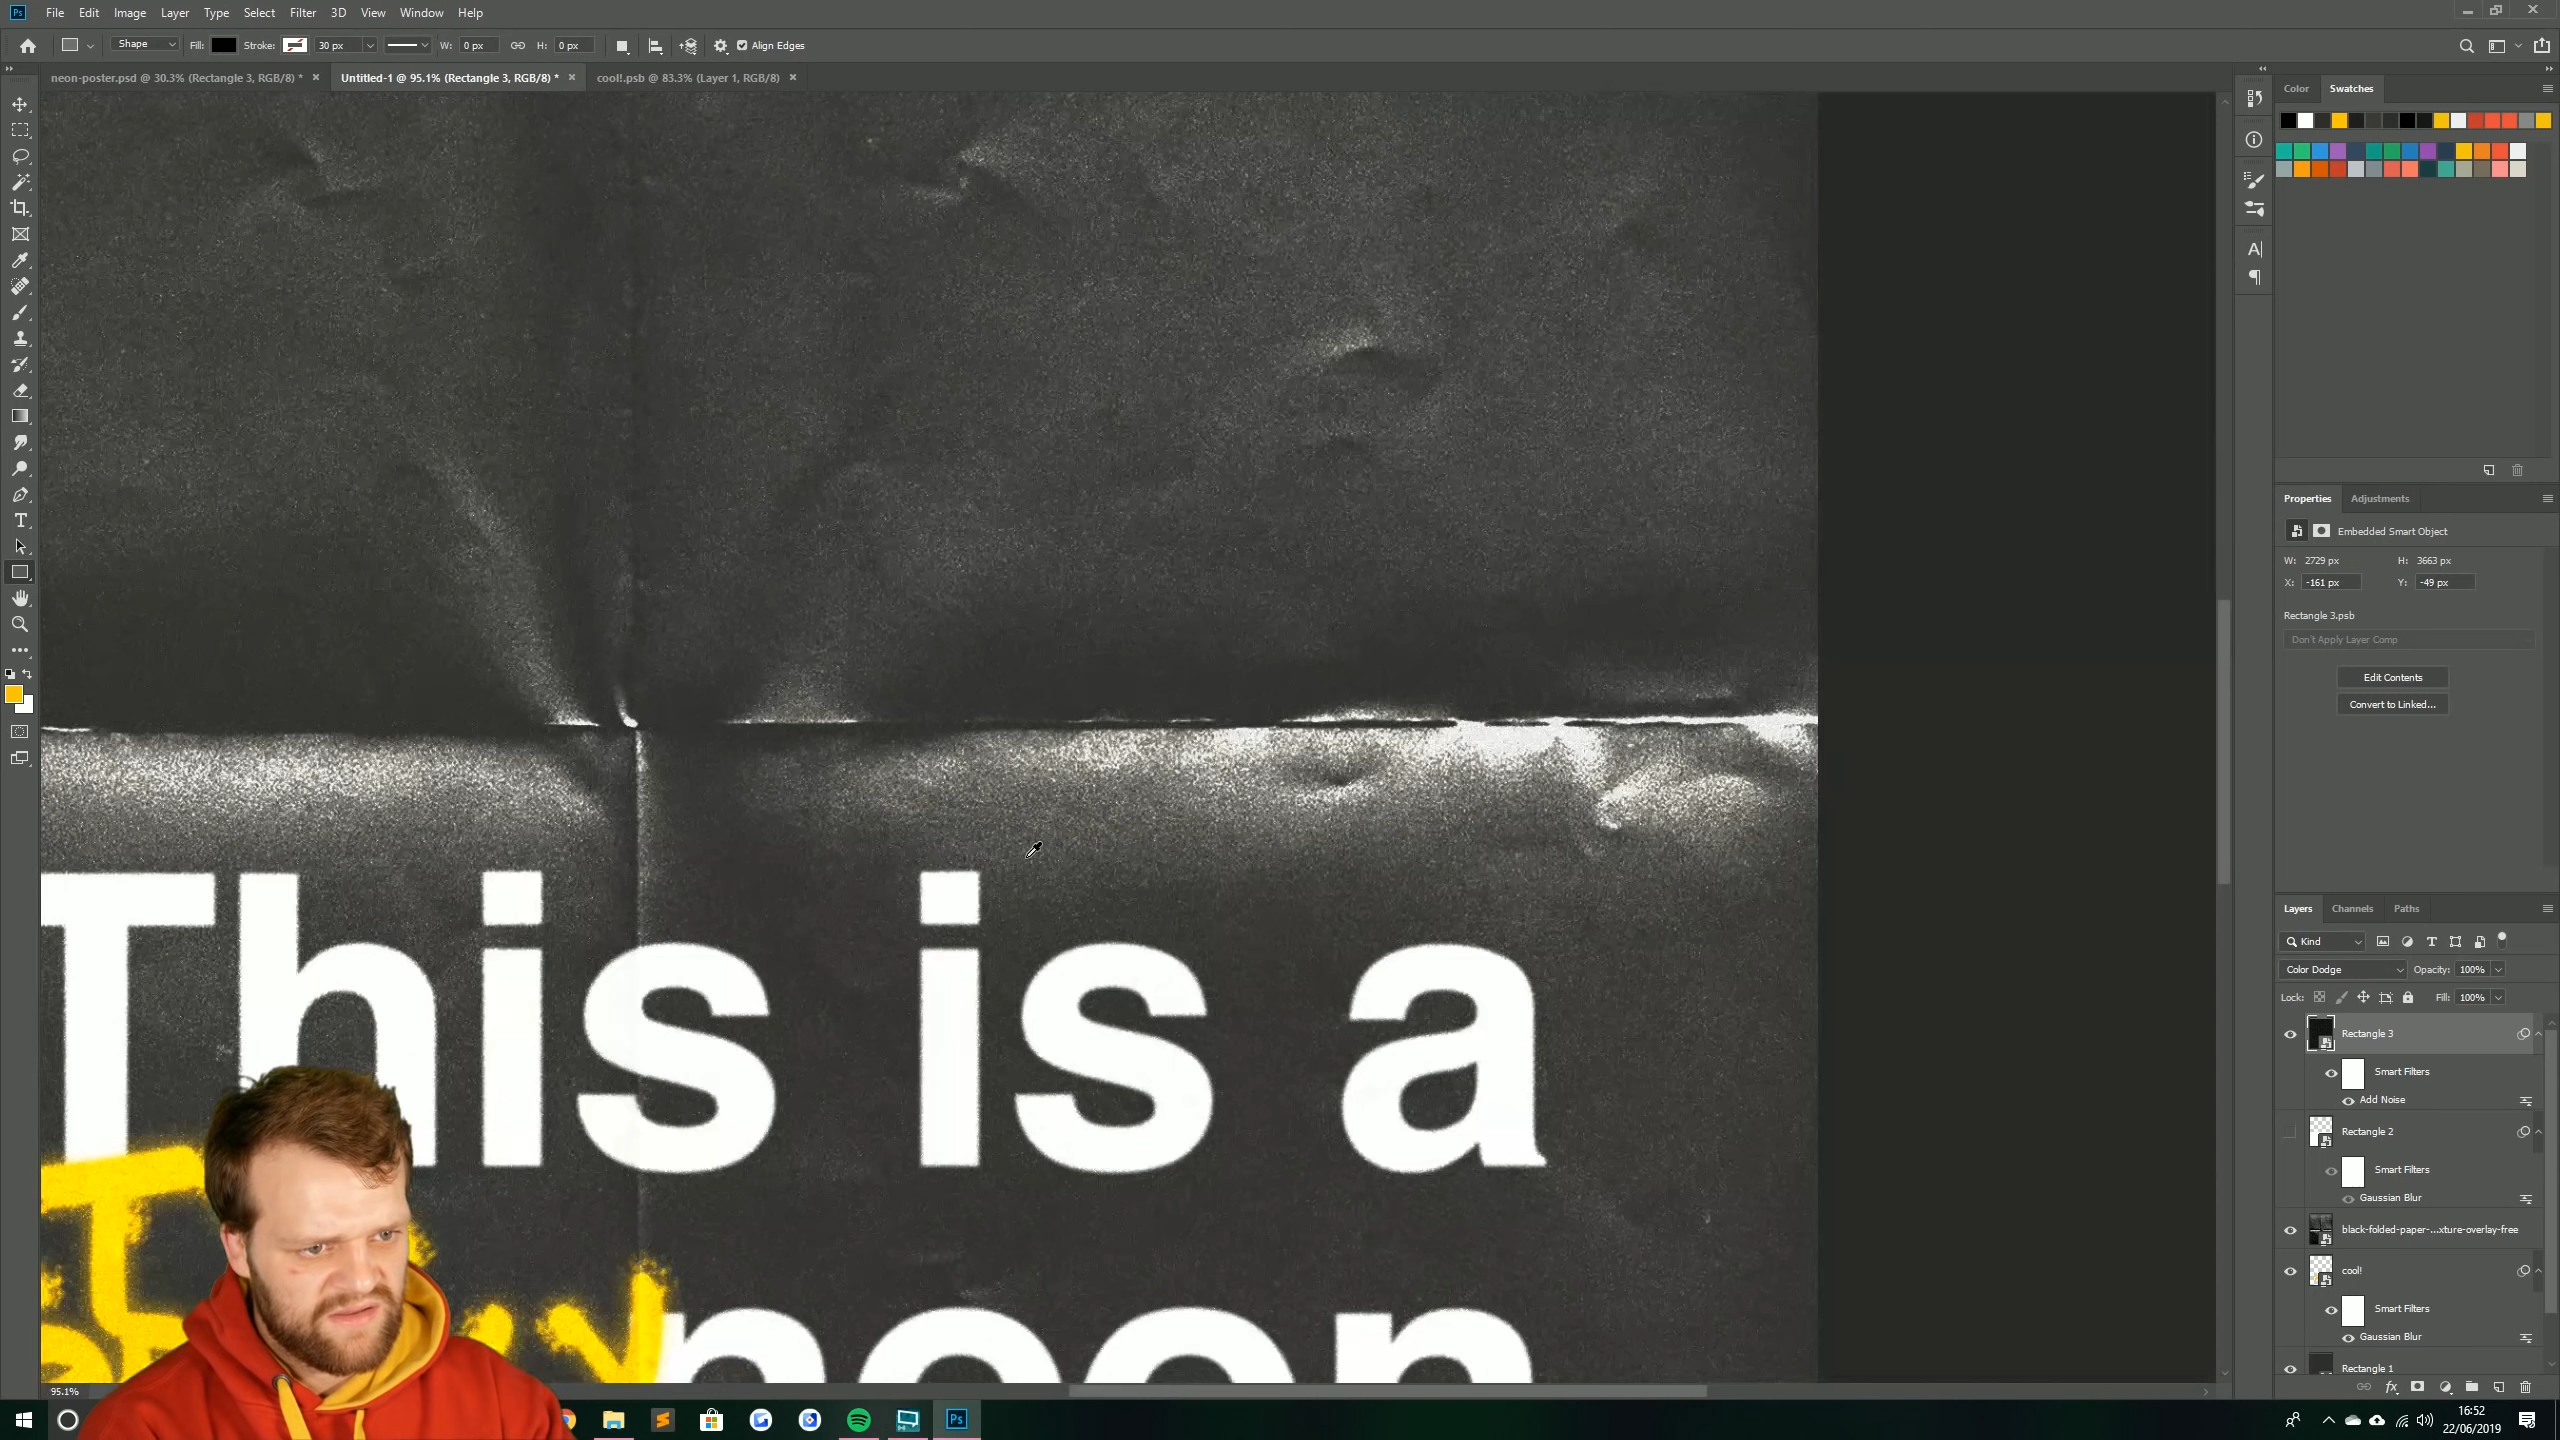 Ps File Edit Image Layer Type Select Filter 3D View Window Help
Shape Fill: Stroke: 30 px W: 0 px H: 0 px Align Edges
neon-poster.psd @ 30.3% (Rectangle 3, RGB/8) * × Untitled-1 @ 95.1% (Rectangle 3, RGB/8) * × cool!.psb @ 83.3% (Layer 1, RGB/8) ×
Color Swatches
Properties Adjustments
Embedded Smart Object
W: 2729 px H: 3663 px
X: -161 px Y: -49 px
Rectangle 3.psb
Don't Apply Layer Comp
Edit Contents
Convert to Linked...
This is a
neon
Layers Channels Paths
Kind
Color Dodge Opacity: 100%
Lock: Fill: 100%
Rectangle 3
Smart Filters
Add Noise
Rectangle 2
Smart Filters
Gaussian Blur
black-folded-paper-...xture-overlay-free
cool!
Smart Filters
Gaussian Blur
Rectangle 1
95.1%
Ps
16:52
22/06/2019